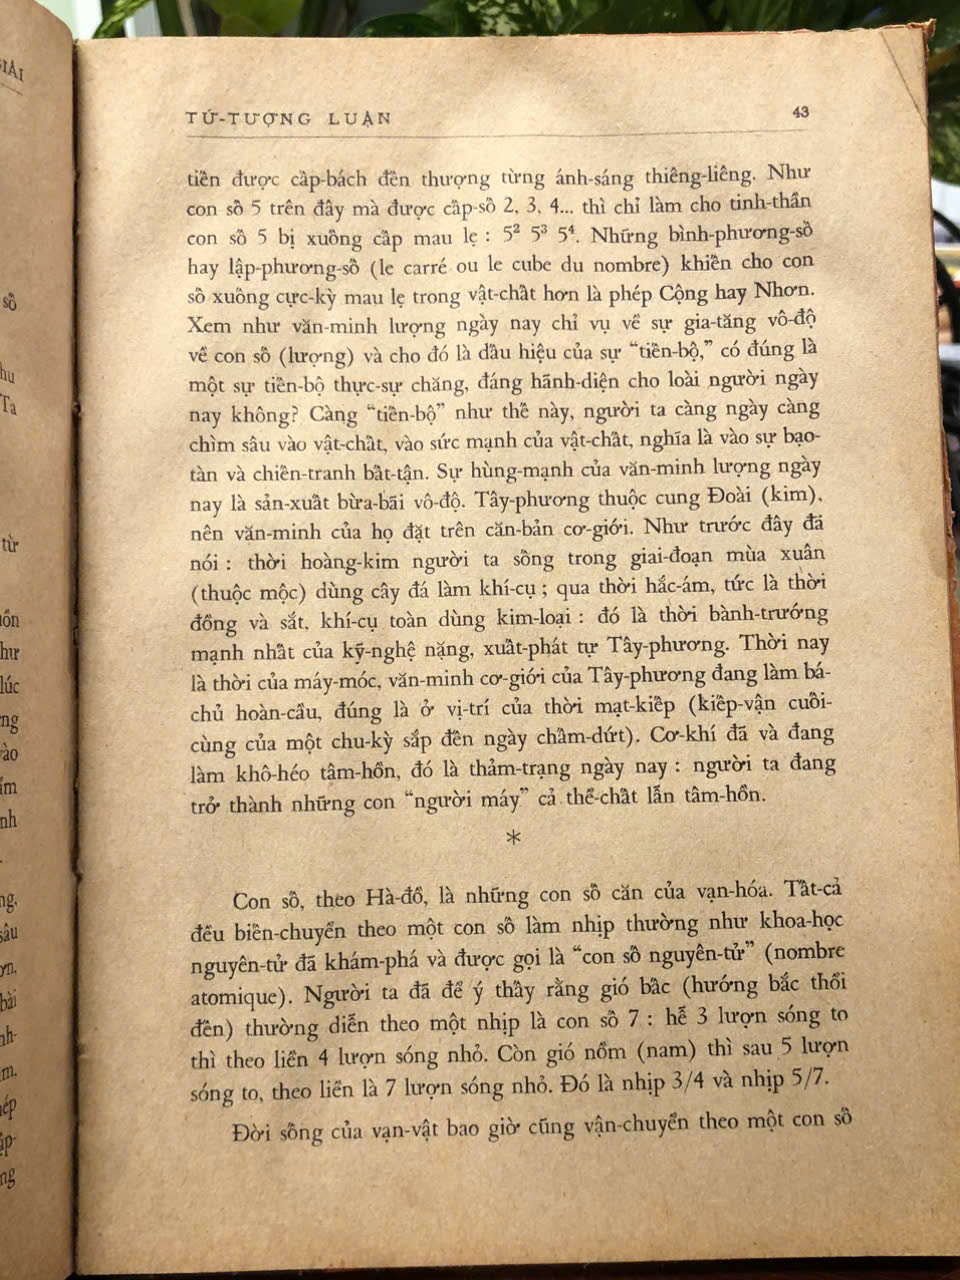 GIẢI
số
hu
Ta
từ
hư
lúc
ng
vào
ẩm
nh
ng,
sâu
ơn,
bài
nh-
m,
hép
ập-
ng
TỨ-TƯỢNG LUẬN 43
tiến được cấp-bách đến thượng từng ánh-sáng thiêng-liêng. Như
con số 5 trên đây mà được cấp-số 2, 3, 4... thì chỉ làm cho tinh-thần
con số 5 bị xuống cấp mau lẹ : 5² 5³ 5⁴. Những bình-phương-số
hay lập-phương-số (le carré ou le cube du nombre) khiến cho con
số xuống cực-kỳ mau lẹ trong vật-chất hơn là phép Cộng hay Nhơn.
Xem như văn-minh lượng ngày nay chỉ vụ về sự gia-tăng vô-độ
về con số (lượng) và cho đó là dấu hiệu của sự “tiến-bộ,” có đúng là
một sự tiến-bộ thực-sự chăng, đáng hãnh-diện cho loài người ngày
nay không? Càng “tiến-bộ” như thế này, người ta càng ngày càng
chìm sâu vào vật-chất, vào sức mạnh của vật-chất, nghĩa là vào sự bạo-
tàn và chiến-tranh bất-tận. Sự hùng-mạnh của văn-minh lượng ngày
nay là sản-xuất bừa-bãi vô-độ. Tây-phương thuộc cung Đoài (kim),
nên văn-minh của họ đặt trên căn-bản cơ-giới. Như trước đây đã
nói : thời hoàng-kim người ta sống trong giai-đoạn mùa xuân
(thuộc mộc) dùng cây đá làm khí-cụ ; qua thời hắc-ám, tức là thời
đồng và sắt, khí-cụ toàn dùng kim-loại : đó là thời bành-trướng
mạnh nhất của kỹ-nghệ nặng, xuất-phát tự Tây-phương. Thời nay
là thời của máy-móc, văn-minh cơ-giới của Tây-phương đang làm bá-
chủ hoàn-cầu, đúng là ở vị-trí của thời mạt-kiếp (kiếp-vận cuối-
cùng của một chu-kỳ sắp đến ngày chấm-dứt). Cơ-khí đã và đang
làm khô-héo tâm-hồn, đó là thảm-trạng ngày nay : người ta đang
trở thành những con “người máy” cả thể-chất lẫn tâm-hồn.
*
Con số, theo Hà-đồ, là những con số căn của vạn-hóa. Tất-cả
đều biến-chuyển theo một con số làm nhịp thường như khoa-học
nguyên-tử đã khám-phá và được gọi là “con số nguyên-tử” (nombre
atomique). Người ta đã để ý thấy rằng gió bấc (hướng bắc thổi
đến) thường diễn theo một nhịp là con số 7 : hễ 3 lượn sóng to
thì theo liền 4 lượn sóng nhỏ. Còn gió nồm (nam) thì sau 5 lượn
sóng to, theo liền là 7 lượn sóng nhỏ. Đó là nhịp 3/4 và nhịp 5/7.
Đời sống của vạn-vật bao giờ cũng vận-chuyển theo một con số